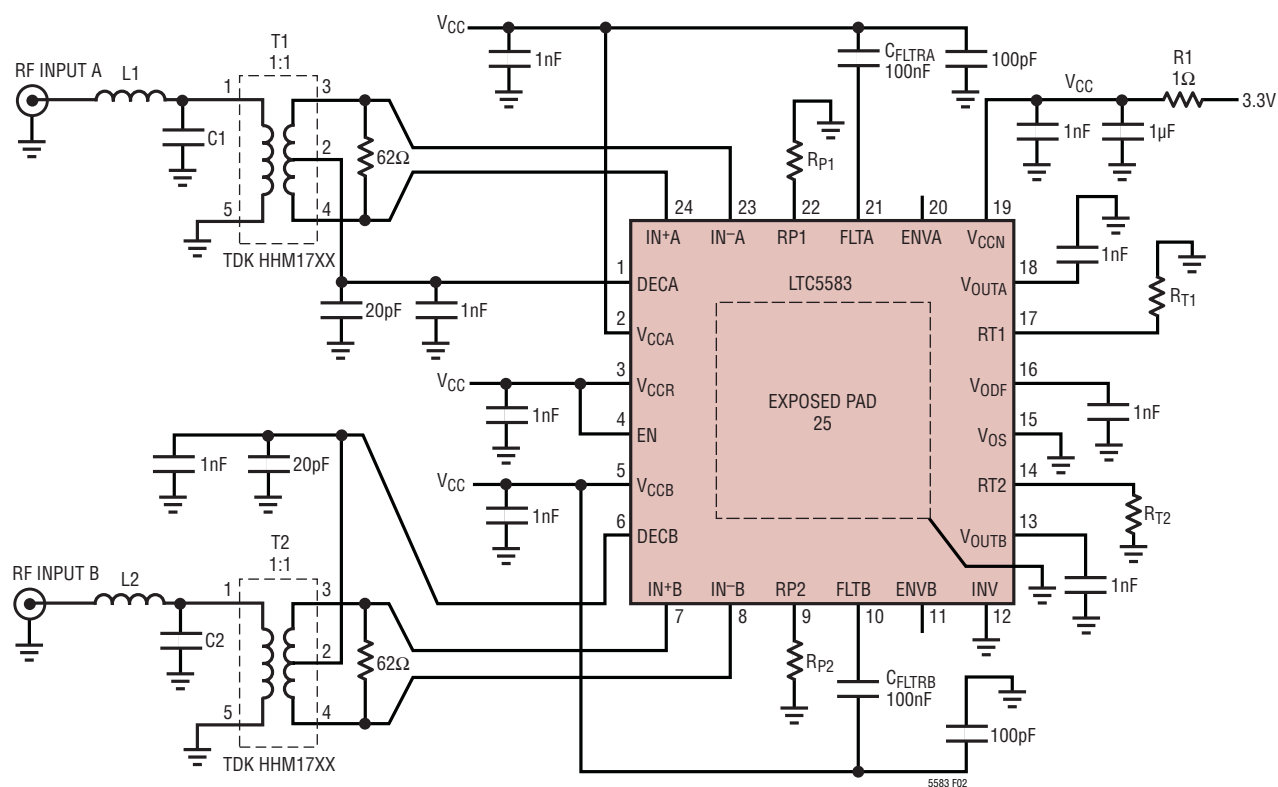 VCC
1nF
CFLTRA
100nF
100pF
R1
1Ω
VCC
3.3V
1nF
1µF
RF INPUT A
L1
C1
T1
1:1
1
2
3
4
5
62Ω
TDK HHM17XX
RP1
24
23
22
21
20
19
IN+A
IN–A
RP1
FLTA
ENVA
VCCN
LTC5583
EXPOSED PAD
25
1
DECA
2
VCCA
3
VCCR
4
EN
5
VCCB
6
DECB
20pF
1nF
VCC
1nF
VCC
1nF
18
VOUTA
1nF
17
RT1
RT1
16
VODF
1nF
15
VOS
14
RT2
RT2
13
VOUTB
1nF
1nF
20pF
RF INPUT B
L2
C2
T2
1:1
1
2
3
4
5
62Ω
TDK HHM17XX
IN+B
IN–B
RP2
FLTB
ENVB
INV
7
8
9
10
11
12
RP2
CFLTRB
100nF
100pF
5583 F02